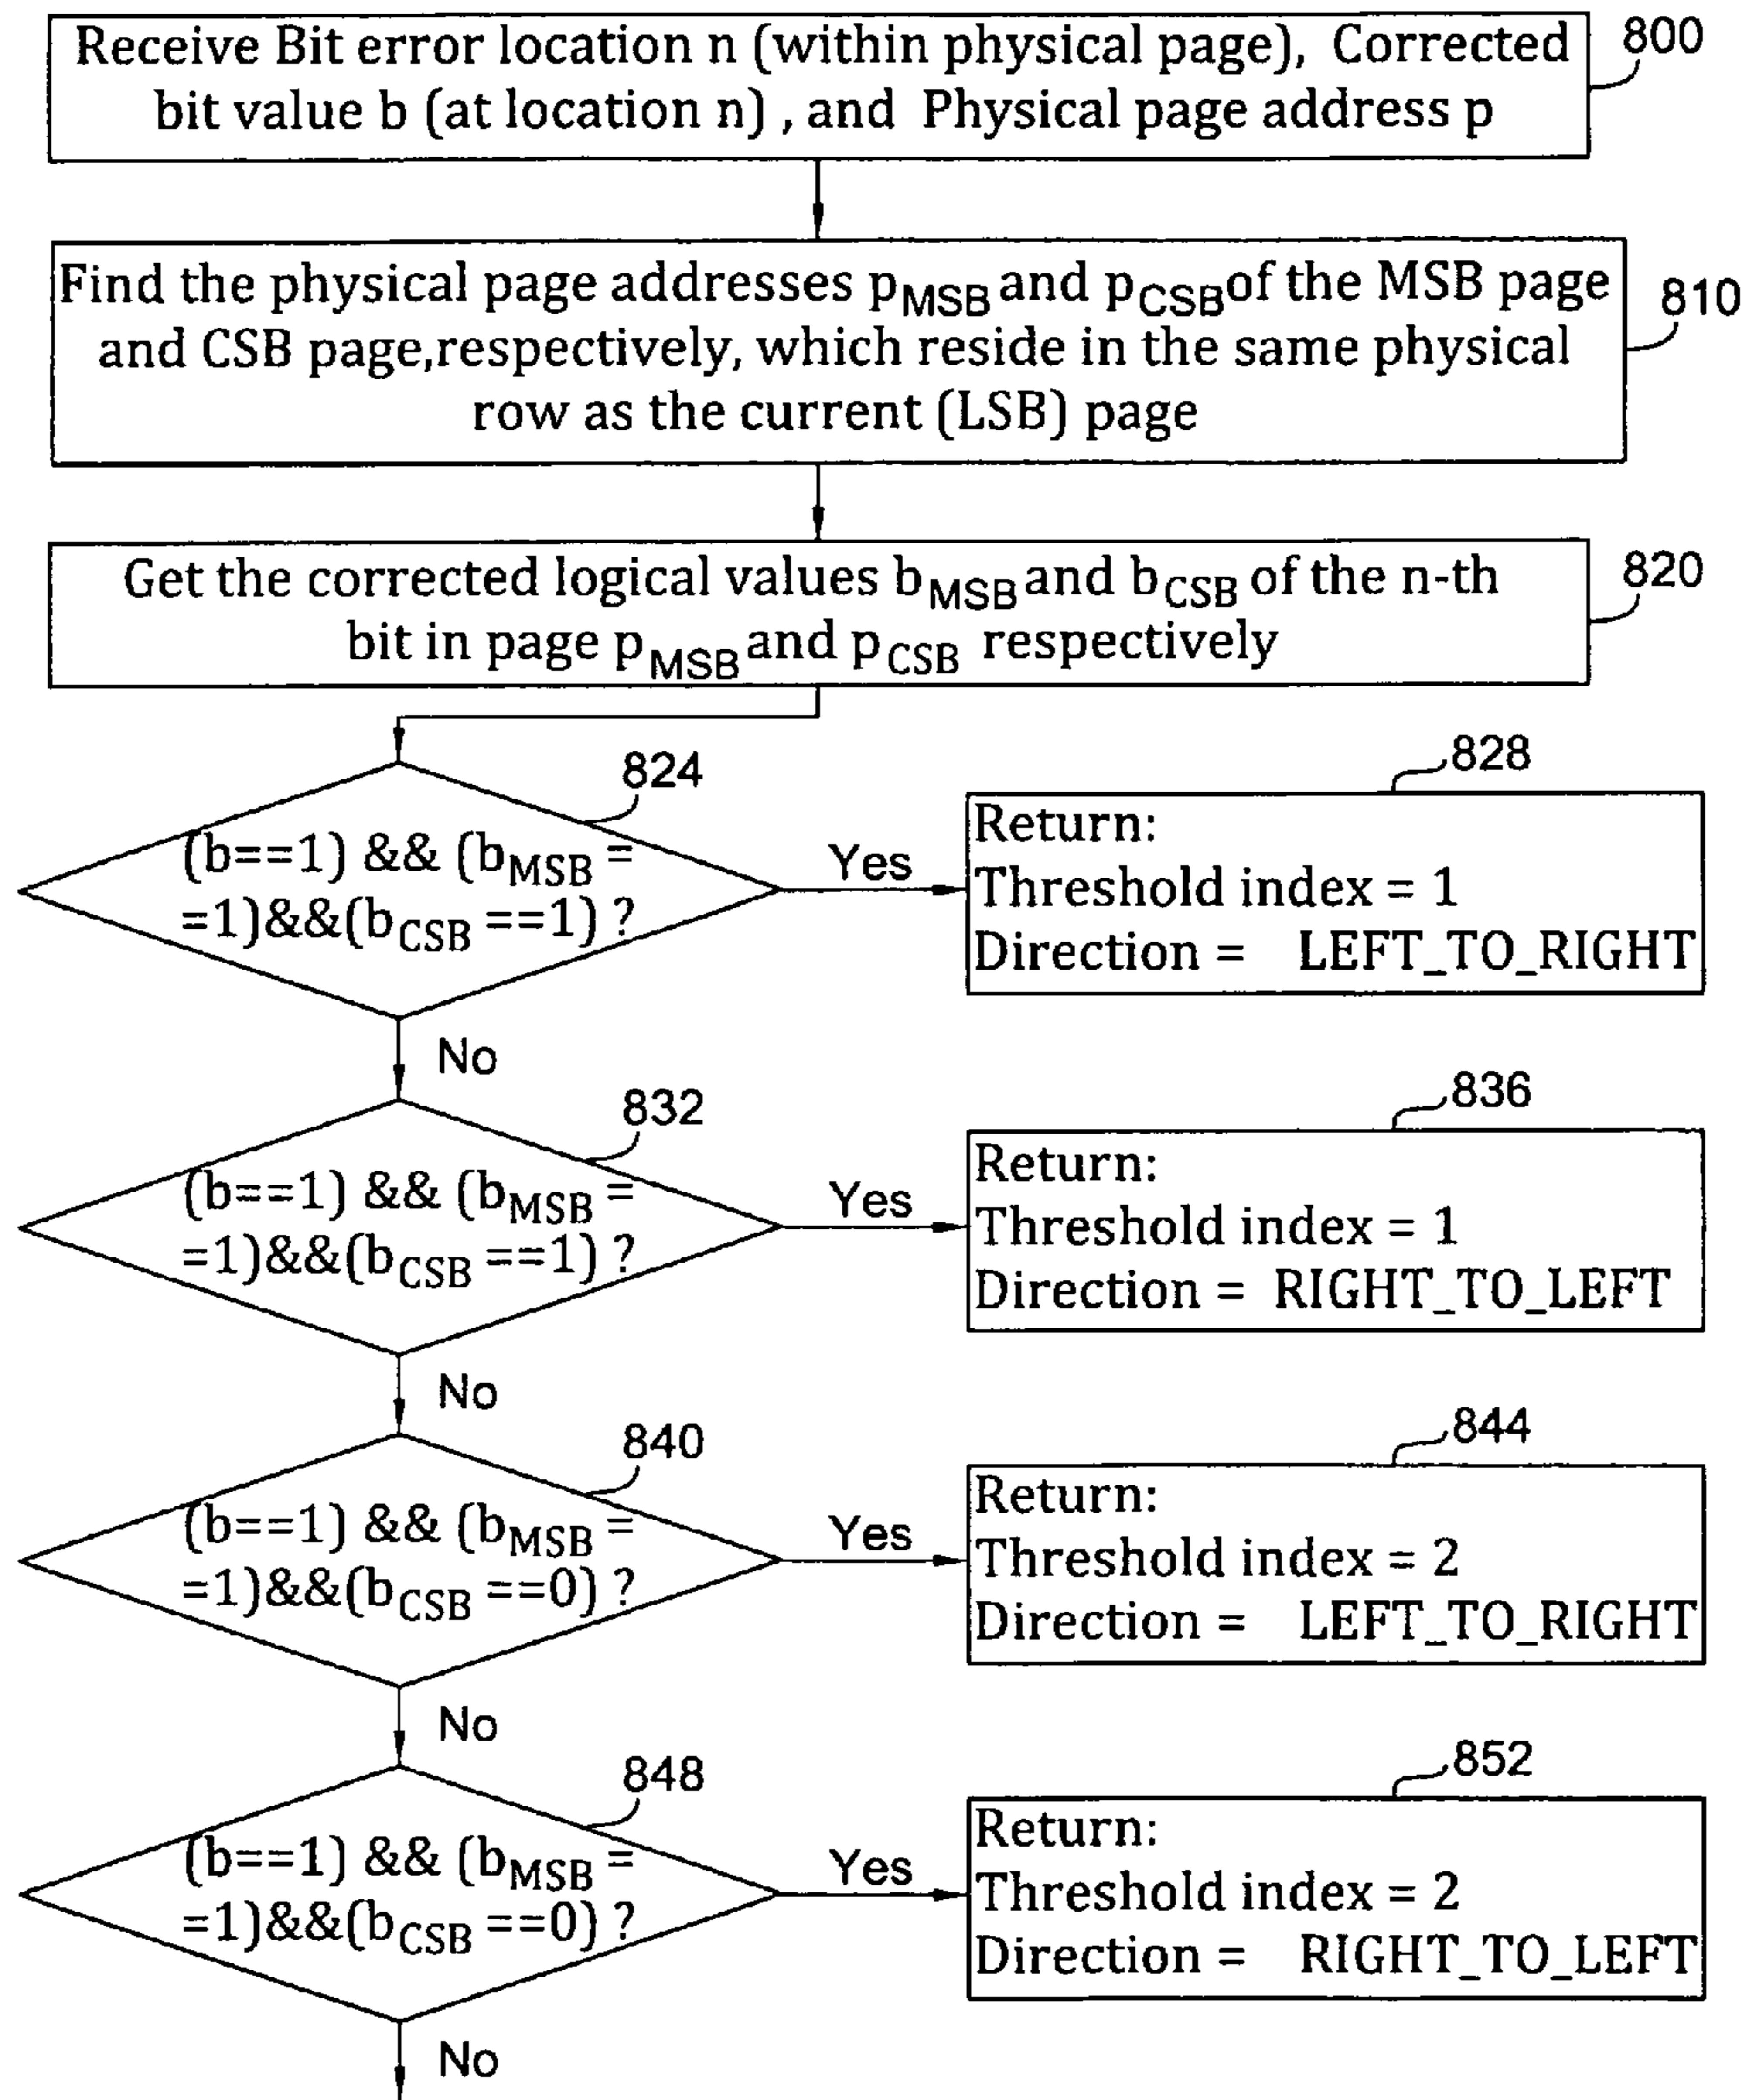 Receive Bit error location n (within physical page), Corrected
bit value b (at location n) , and Physical page address p
800
Find the physical page addresses pMSB and pCSB of the MSB page
and CSB page,respectively, which reside in the same physical
row as the current (LSB) page
810
Get the corrected logical values bMSB and bCSB of the n-th
bit in page pMSB and pCSB respectively
820
824
(b==1) && (bMSB =
=1)&&(bCSB ==1) ?
Yes
828
Return:
Threshold index = 1
Direction = LEFT_TO_RIGHT
No
832
(b==1) && (bMSB =
=1)&&(bCSB ==1) ?
Yes
836
Return:
Threshold index = 1
Direction = RIGHT_TO_LEFT
No
840
(b==1) && (bMSB =
=1)&&(bCSB ==0) ?
Yes
844
Return:
Threshold index = 2
Direction = LEFT_TO_RIGHT
No
848
(b==1) && (bMSB =
=1)&&(bCSB ==0) ?
Yes
852
Return:
Threshold index = 2
Direction = RIGHT_TO_LEFT
No